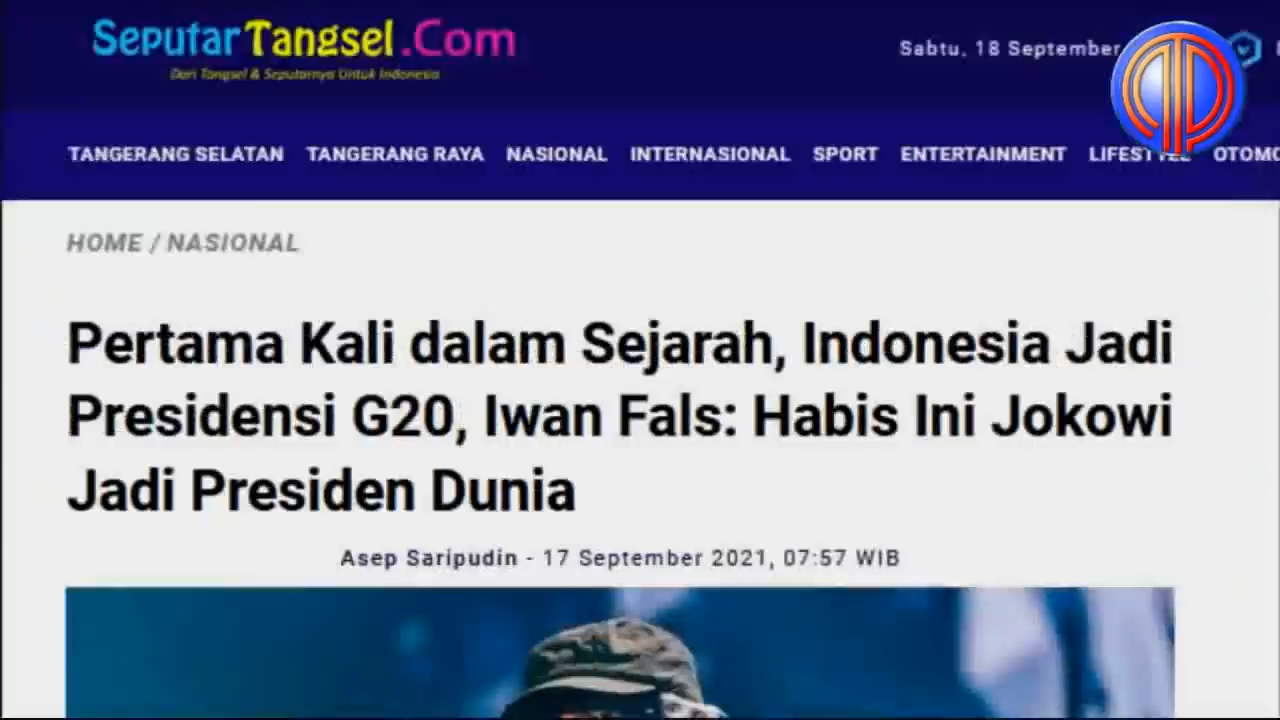 SeputarTangsel.Com
Dari Tangsel & Seputarnya Untuk Indonesia
Sabtu, 18 September
TANGERANG SELATAN TANGERANG RAYA NASIONAL INTERNASIONAL SPORT ENTERTAINMENT
HOME / NASIONAL
Pertama Kali dalam Sejarah, Indonesia Jadi
Presidensi G20, Iwan Fals: Habis Ini Jokowi
Jadi Presiden Dunia
Asep Saripudin - 17 September 2021, 07:57 WIB